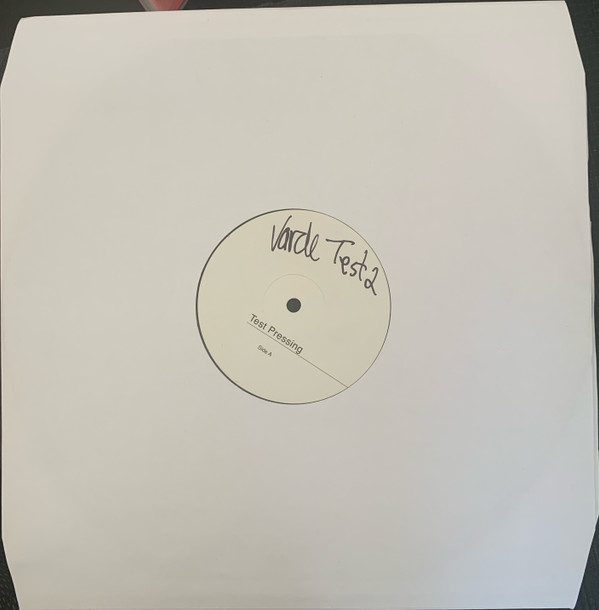 Varde Test 2
Test Pressing
Side A